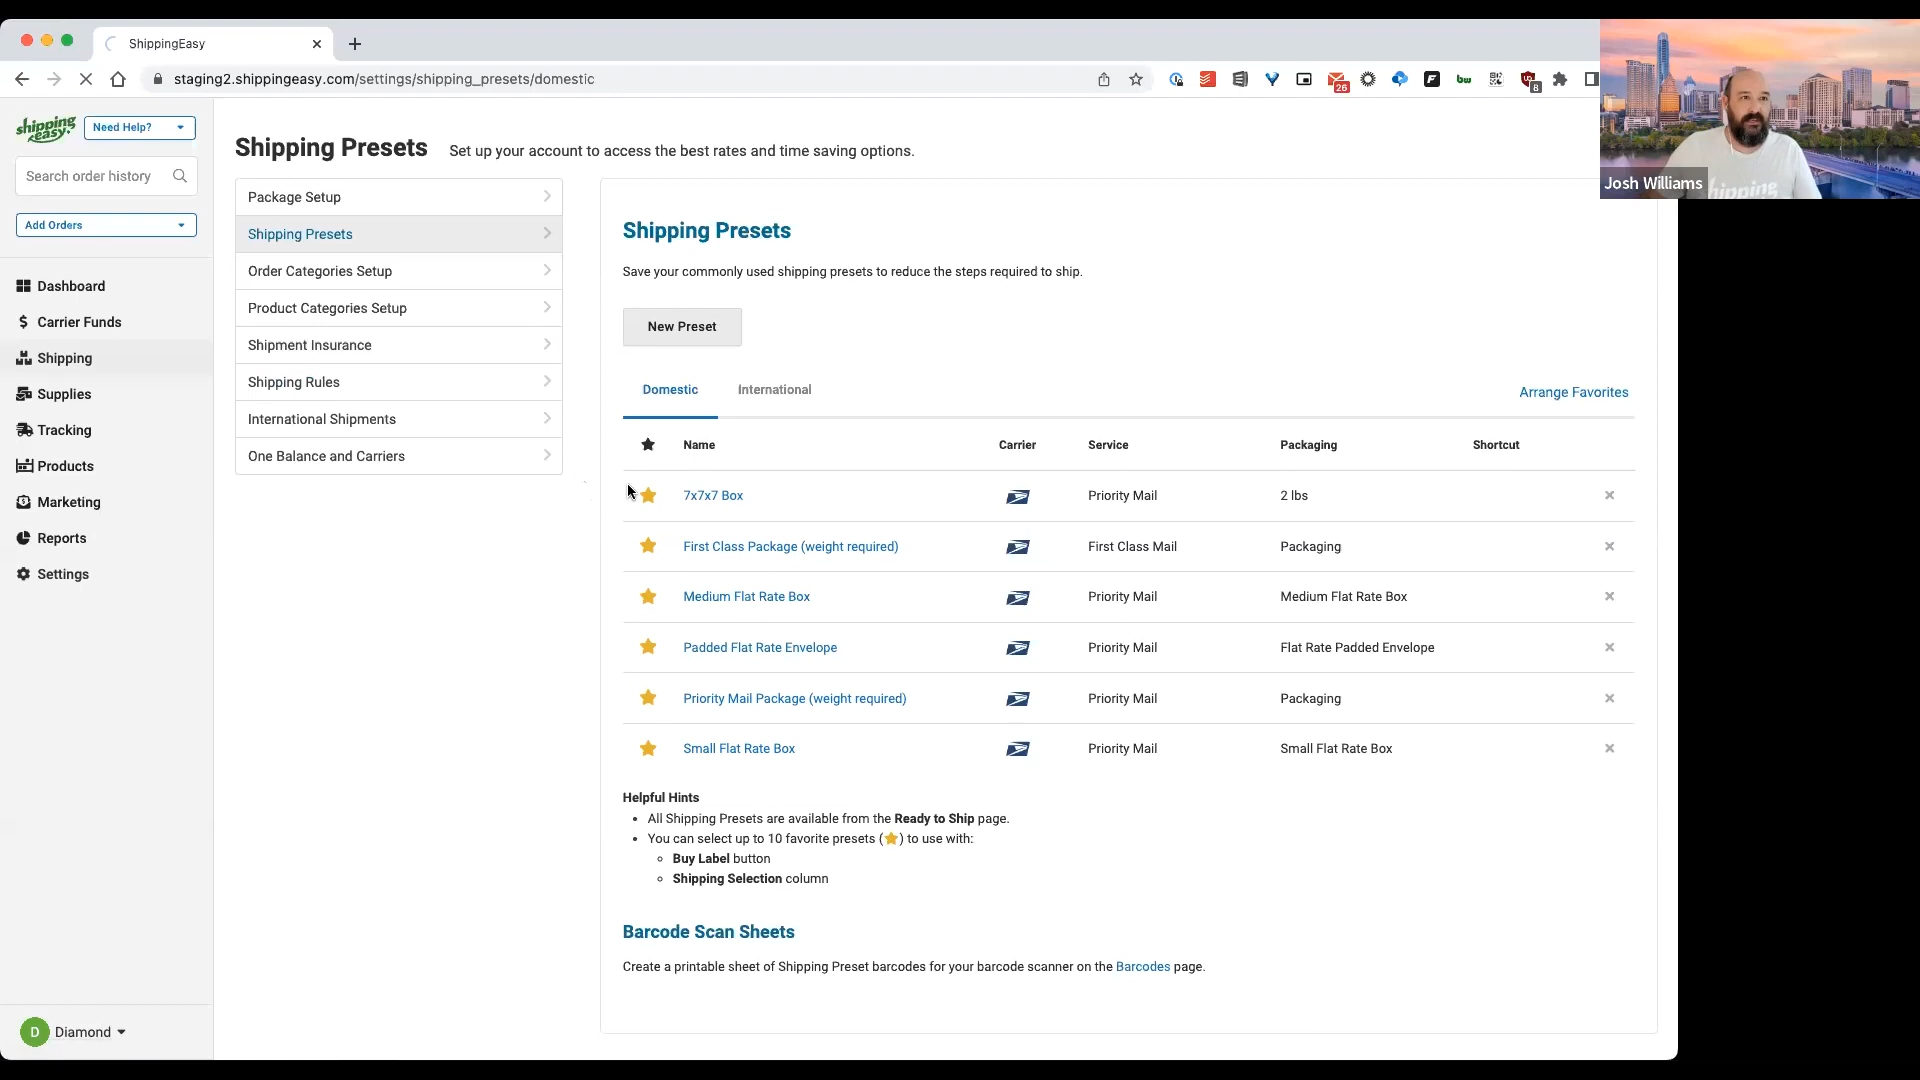 ShippingEasy
staging2.shippingeasy.com/settings/shipping_presets/domestic
26
bw
8
shipping easy.
Need Help?
Search order history
Add Orders
Dashboard
Carrier Funds
Shipping
Supplies
Tracking
Products
Marketing
Reports
Settings
D Diamond
Shipping Presets Set up your account to access the best rates and time saving options.
Package Setup
Shipping Presets
Order Categories Setup
Product Categories Setup
Shipment Insurance
Shipping Rules
International Shipments
One Balance and Carriers
Shipping Presets
Save your commonly used shipping presets to reduce the steps required to ship.
New Preset
Domestic International Arrange Favorites
Name Carrier Service Packaging Shortcut
7x7x7 Box Priority Mail 2 lbs
First Class Package (weight required) First Class Mail Packaging
Medium Flat Rate Box Priority Mail Medium Flat Rate Box
Padded Flat Rate Envelope Priority Mail Flat Rate Padded Envelope
Priority Mail Package (weight required) Priority Mail Packaging
Small Flat Rate Box Priority Mail Small Flat Rate Box
Helpful Hints
• All Shipping Presets are available from the Ready to Ship page.
• You can select up to 10 favorite presets (★) to use with:
◦ Buy Label button
◦ Shipping Selection column
Barcode Scan Sheets
Create a printable sheet of Shipping Preset barcodes for your barcode scanner on the Barcodes page.
Josh Williams
shipping